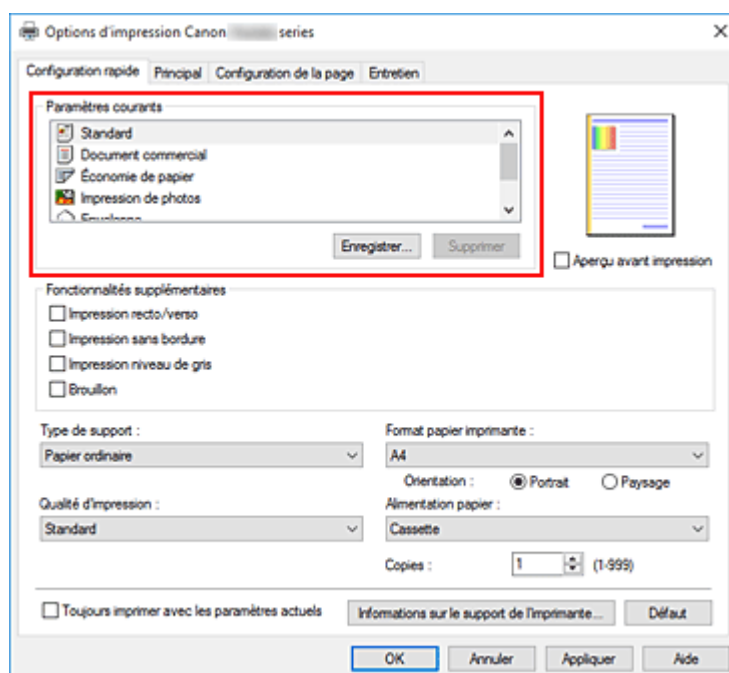 Options d'impression Canon series
Configuration rapide Principal Configuration de la page Entretien
Paramètres courants
Standard
Document commercial
Économie de papier
Impression de photos
Enregistrer... Supprimer
Aperçu avant impression
Fonctionnalités supplémentaires
Impression recto/verso
Impression sans bordure
Impression niveau de gris
Brouillon
Type de support : Format papier imprimante :
Papier ordinaire A4
Orientation : Portrait Paysage
Qualité d'impression : Alimentation papier :
Standard Cassette
Copies : 1 (1-999)
Toujours imprimer avec les paramètres actuels Informations sur le support de l'imprimante... Défaut
OK Annuler Appliquer Aide